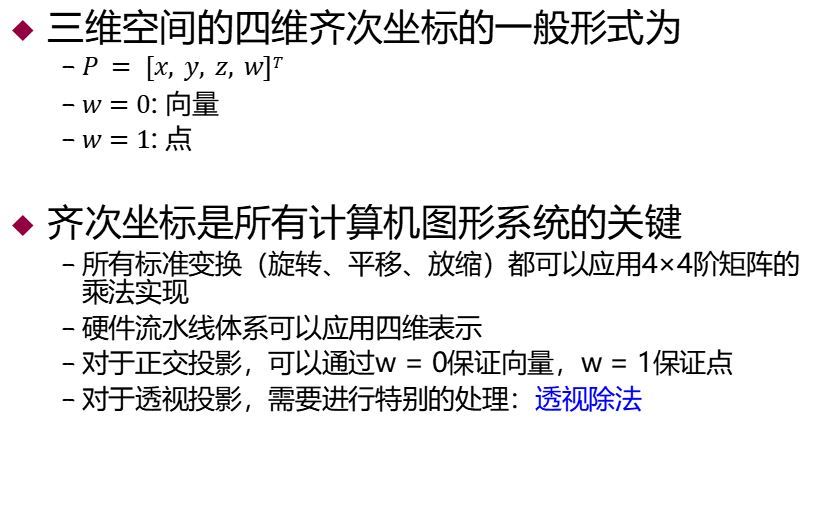 ◆ 三维空间的四维齐次坐标的一般形式为
– P = [x, y, z, w]ᵀ
– w = 0: 向量
– w = 1: 点
◆ 齐次坐标是所有计算机图形系统的关键
– 所有标准变换（旋转、平移、放缩）都可以应用4×4阶矩阵的
乘法实现
– 硬件流水线体系可以应用四维表示
– 对于正交投影，可以通过w = 0保证向量，w = 1保证点
– 对于透视投影，需要进行特别的处理：透视除法